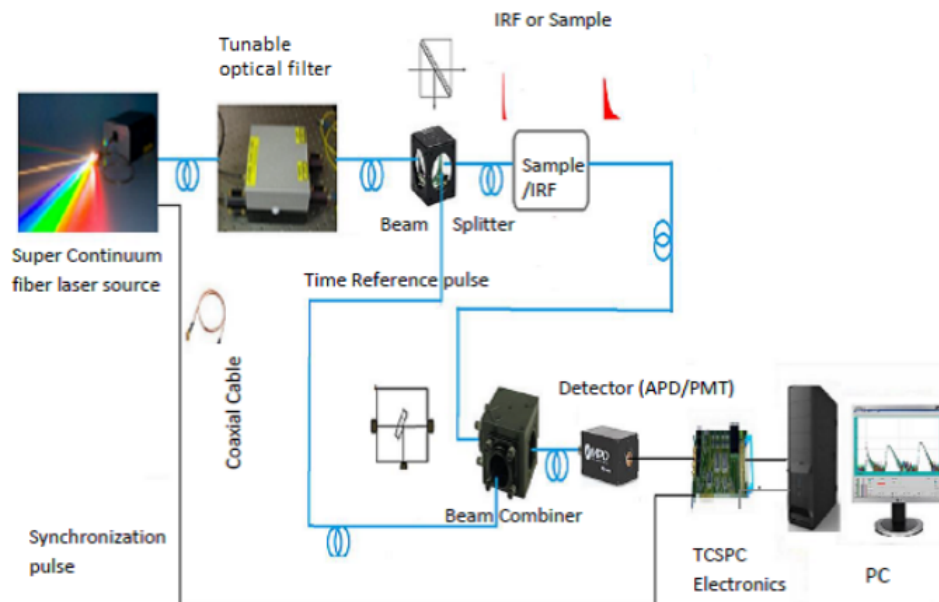 IRF or Sample
Tunable
optical filter
Sample
/IRF
Beam Splitter
Super Continuum
fiber laser source
Time Reference pulse
Coaxial Cable
Detector (APD/PMT)
Beam Combiner
Synchronization
pulse
TCSPC
Electronics
PC